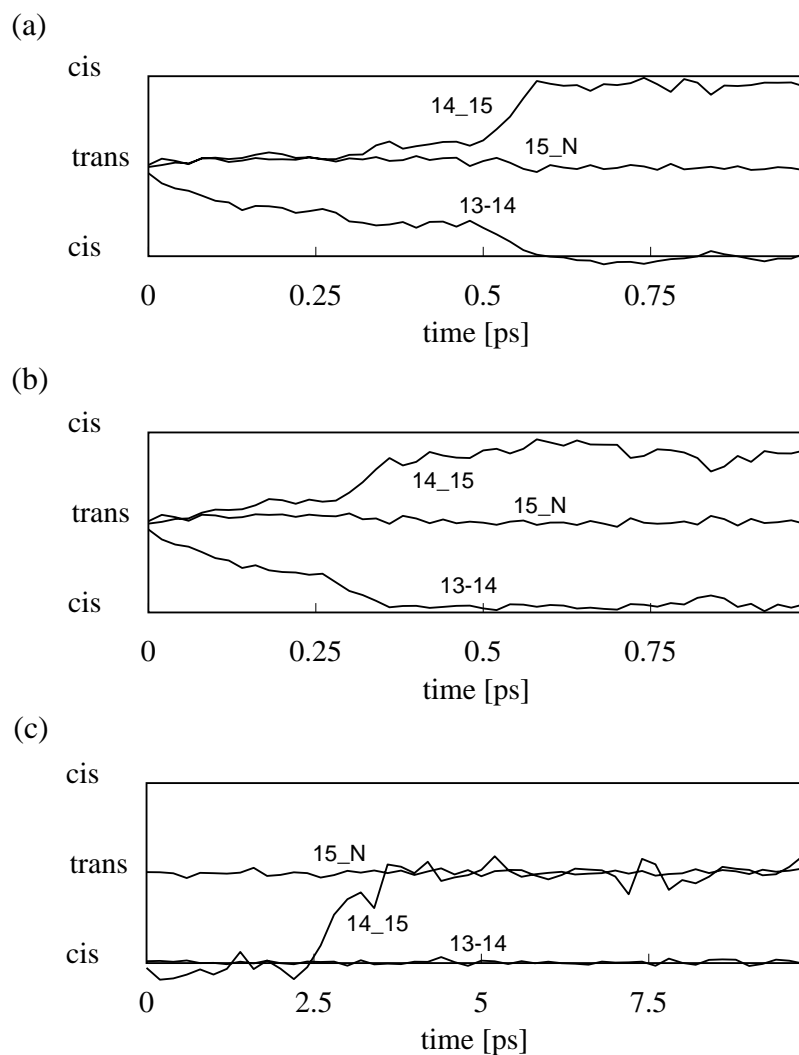 (a)
cis
14_15
trans
15_N
13-14
cis
0 0.25 0.5 0.75
time [ps]
(b)
cis
14_15
trans
15_N
13-14
cis
0 0.25 0.5 0.75
time [ps]
(c)
cis
15_N
trans
14_15
13-14
cis
0 2.5 5 7.5
time [ps]